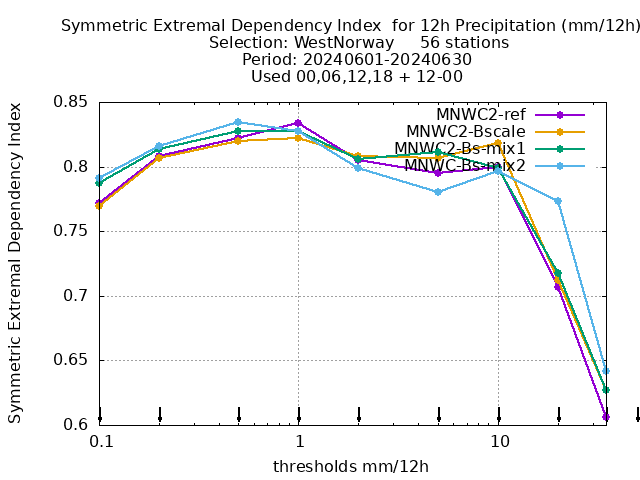 Symmetric Extremal Dependency Index  for 12h Precipitation (mm/12h)
Selection: WestNorway     56 stations
Period: 20240601-20240630
Used 00,06,12,18 + 12-00
MNWC2-ref
MNWC2-Bscale
MNWC2-Bs-mix1
MNWC-Bs-mix2
Symmetric Extremal Dependency Index
0.85
0.8
0.75
0.7
0.65
0.6
0.1 1 10
thresholds mm/12h